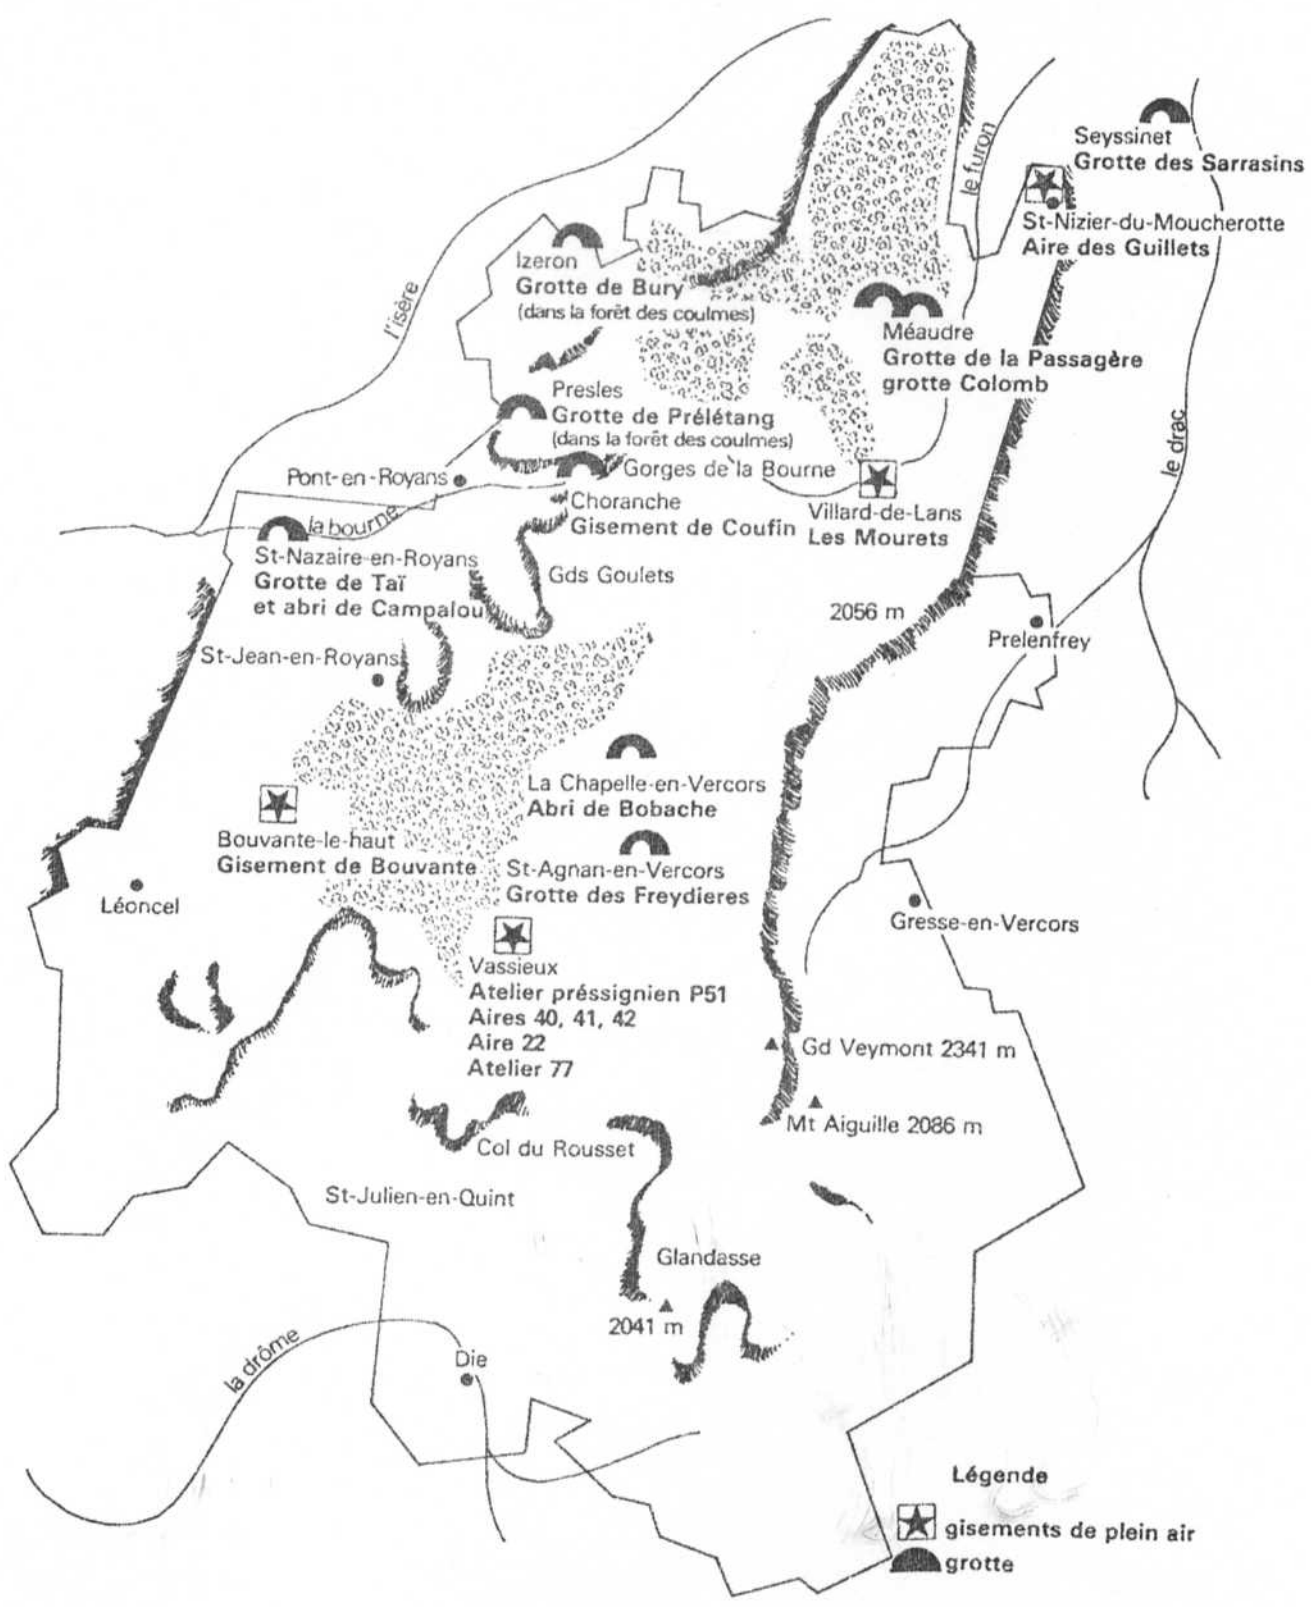 le furon
Seyssinet
Grotte des Sarrasins
St-Nizier-du-Moucherotte
Aire des Guillets
Izeron
Grotte de Bury
(dans la forêt des coulmes)
l'isère
Méaudre
Grotte de la Passagère
grotte Colomb
Presles
Grotte de Prélétang
(dans la forêt des coulmes)
le drac
Pont-en-Royans
Gorges de la Bourne
Choranche
Gisement de Coufin
Villard-de-Lans
Les Mourets
la bourne
St-Nazaire-en-Royans
Grotte de Taï
et abri de Campalou
Gds Goulets
2056 m
Prelenfrey
St-Jean-en-Royans
La Chapelle-en-Vercors
Abri de Bobache
Bouvante-le-haut
Gisement de Bouvante
St-Agnan-en-Vercors
Grotte des Freydieres
Léoncel
Gresse-en-Vercors
Vassieux
Atelier préssignien P51
Aires 40, 41, 42
Aire 22
Atelier 77
Gd Veymont 2341 m
Mt Aiguille 2086 m
Col du Rousset
St-Julien-en-Quint
Glandasse
2041 m
la drôme
Die
Légende
gisements de plein air
grotte